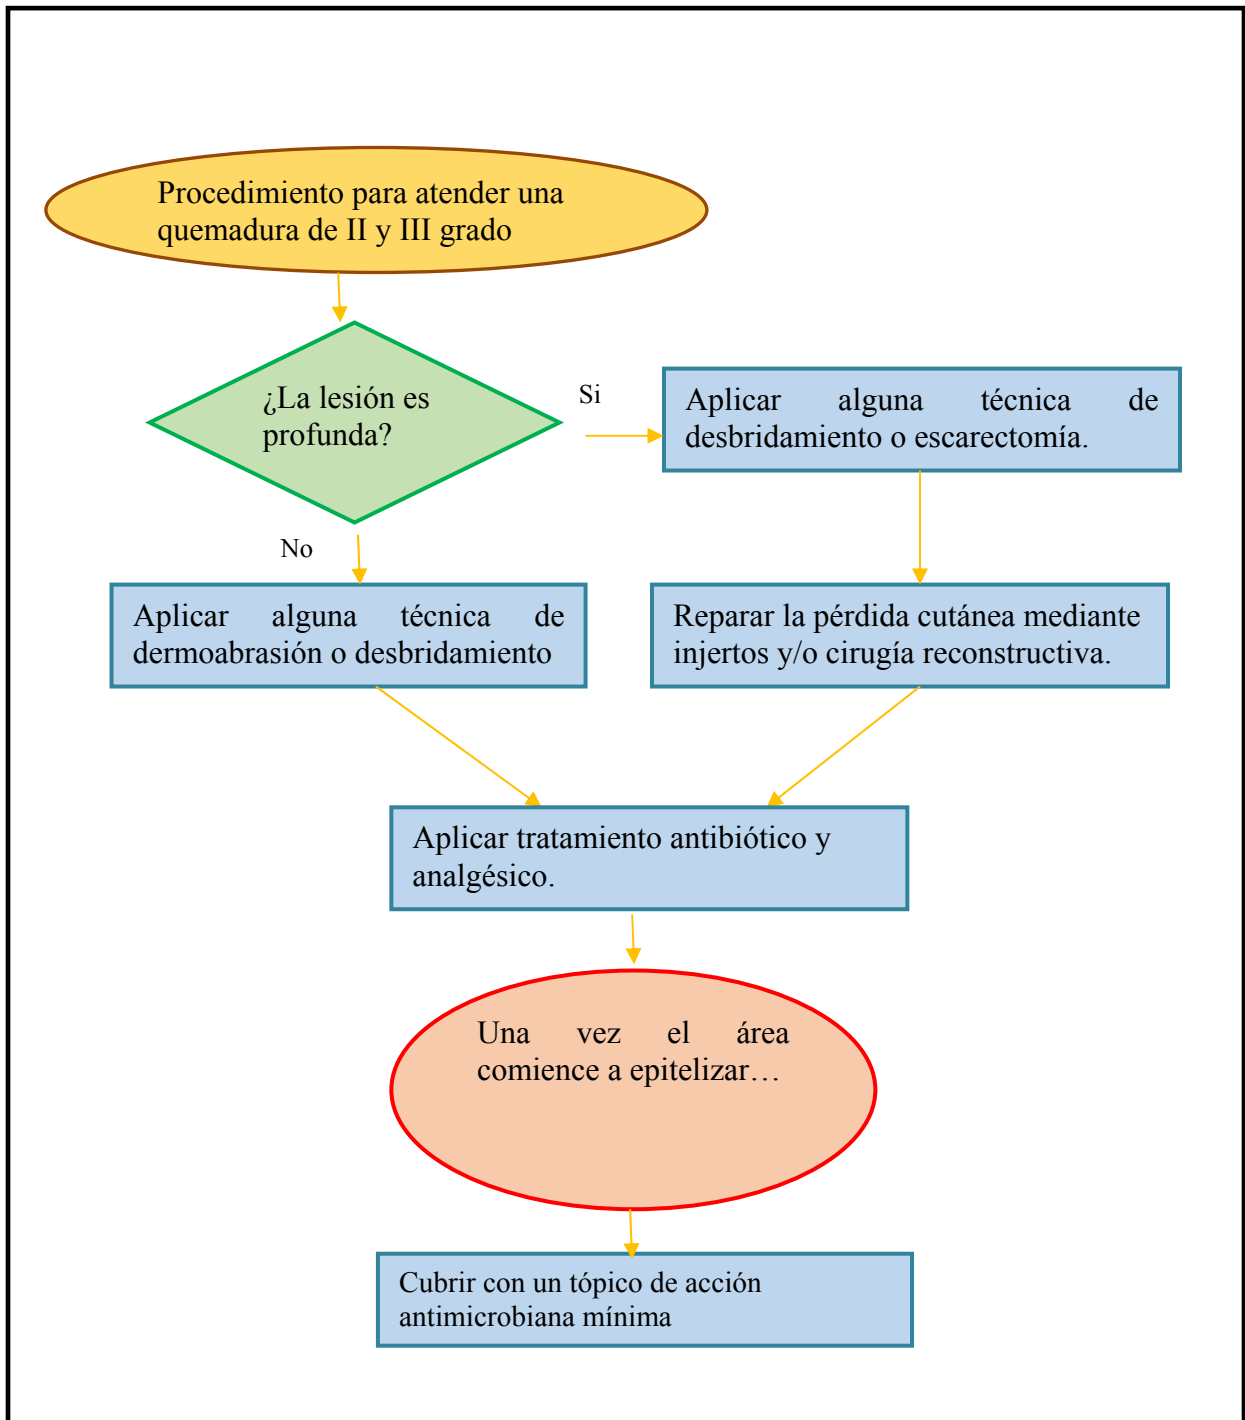 Procedimiento para atender una
quemadura de II y III grado
¿La lesión es
profunda?
Si
Aplicar alguna técnica de
desbridamiento o escarectomía.
No
Aplicar alguna técnica de
dermoabrasión o desbridamiento
Reparar la pérdida cutánea mediante
injertos y/o cirugía reconstructiva.
Aplicar tratamiento antibiótico y
analgésico.
Una vez el área
comience a epitelizar…
Cubrir con un tópico de acción
antimicrobiana mínima